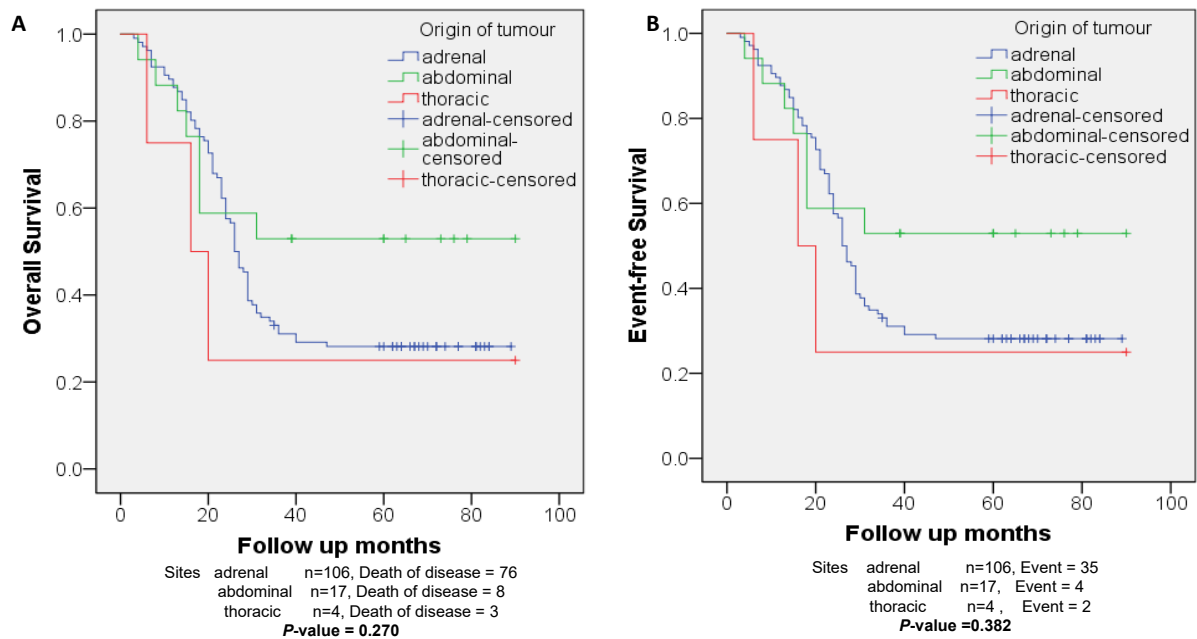 A
Overall Survival
1.0
0.8
0.6
0.4
0.2
0.0
Origin of tumour
adrenal
abdominal
thoracic
adrenal-censored
abdominal-
censored
thoracic-censored
0 20 40 60 80 100
Follow up months
Sites adrenal n=106, Death of disease = 76
abdominal n=17, Death of disease = 8
thoracic n=4, Death of disease = 3
P-value = 0.270
B
Event-free Survival
1.0
0.8
0.6
0.4
0.2
0.0
Origin of tumour
adrenal
abdominal
thoracic
adrenal-censored
abdominal-censored
thoracic-censored
0 20 40 60 80 100
Follow up months
Sites adrenal n=106, Event = 35
abdominal n=17, Event = 4
thoracic n=4 , Event = 2
P-value =0.382